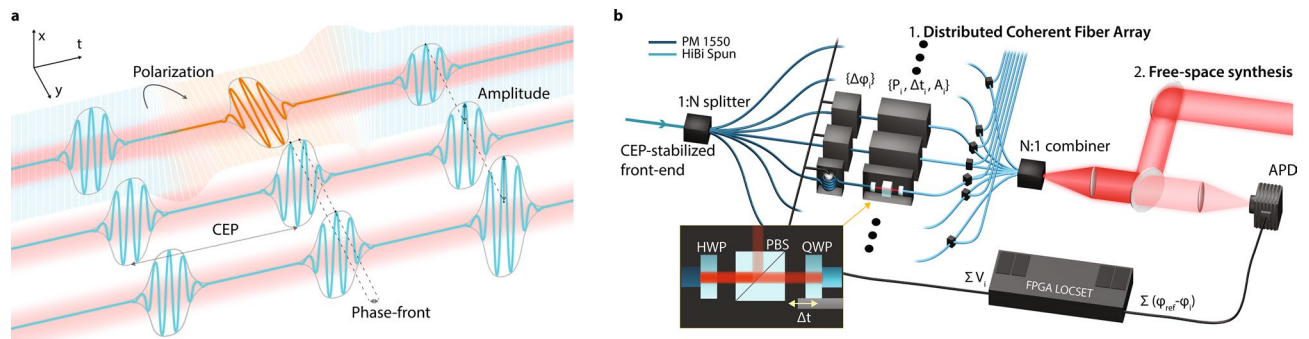 a
x
t
y
Polarization
Amplitude
CEP
Phase-front
b
PM 1550
HiBi Spun
1. Distributed Coherent Fiber Array
2. Free-space synthesis
{Δφᵢ}
{Pᵢ, Δtᵢ, Aᵢ}
1:N splitter
CEP-stabilized
front-end
N:1 combiner
APD
HWP
PBS
QWP
Δt
Σ Vᵢ
FPGA LOCSET
Σ (φ_ref-φᵢ)